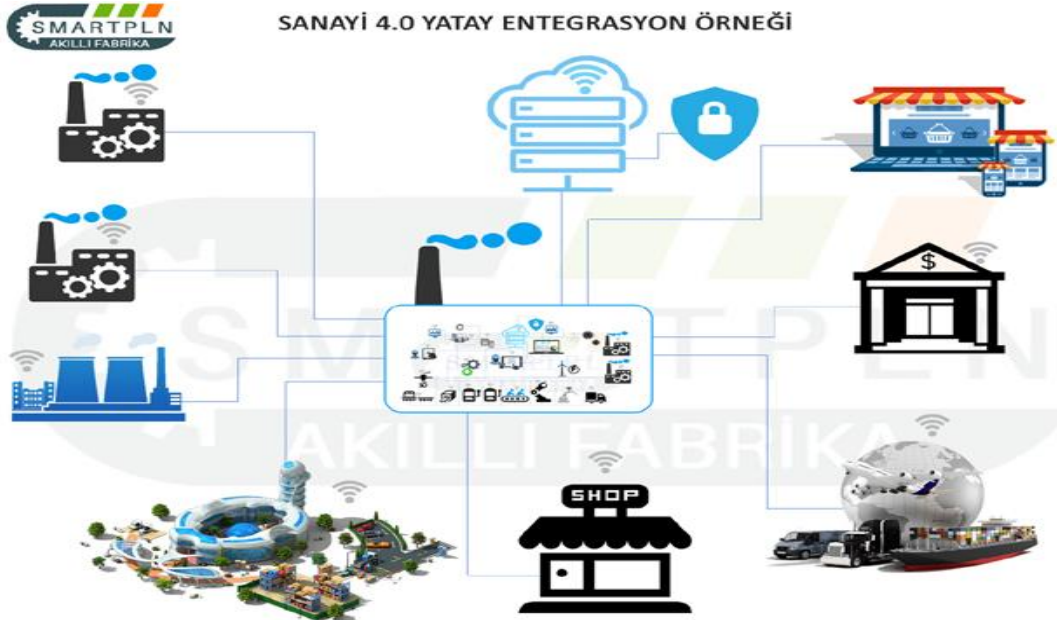 SMARTPLN
AKILLI FABRİKA
SANAYİ 4.0 YATAY ENTEGRASYON ÖRNEĞİ
$
SMARTPLN
AKILLI FABRİKA
SHOP